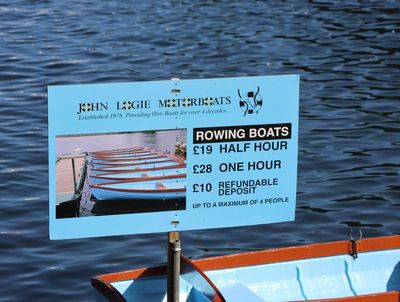 JOHN LOGIE MOTORBOATS
Established 1978. Providing Hire Boats for over 4 decades...
ROWING BOATS
£19 HALF HOUR
£28 ONE HOUR
£10 REFUNDABLE
DEPOSIT
UP TO A MAXIMUM OF 4 PEOPLE